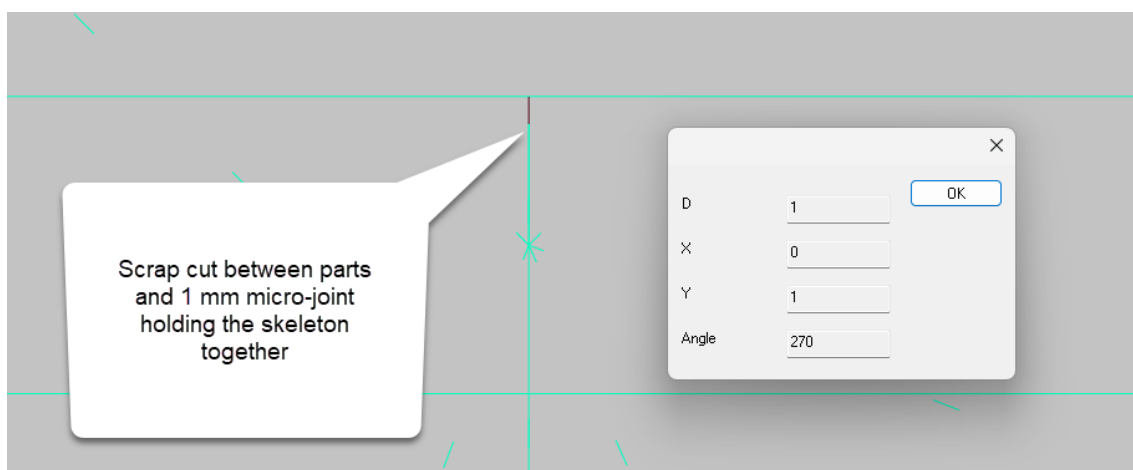 Scrap cut between parts
and 1 mm micro-joint
holding the skeleton
together
D 1 OK
X 0
Y 1
Angle 270